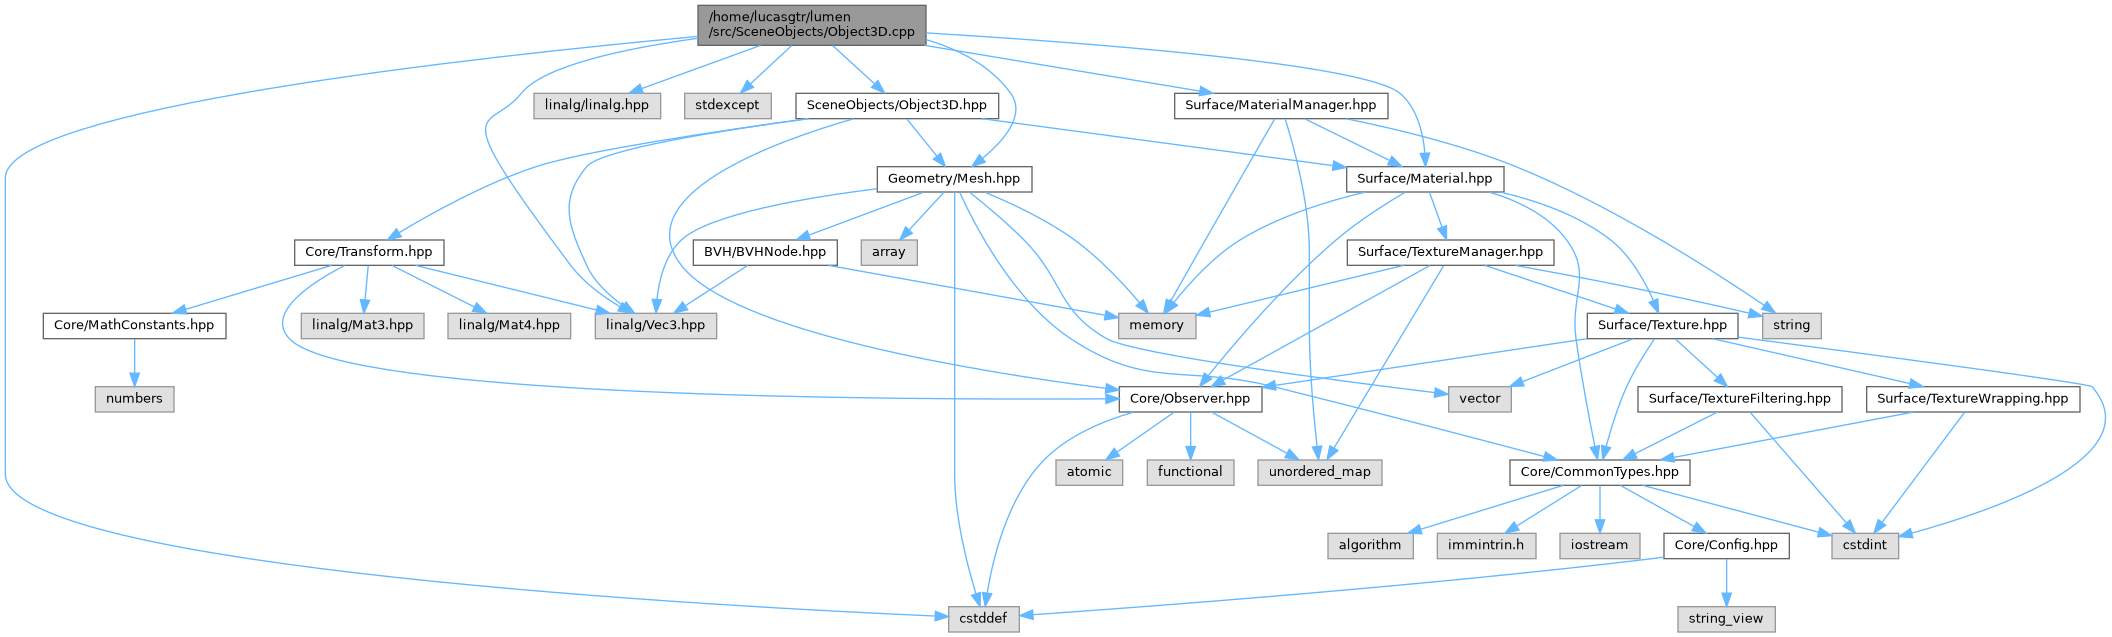 /home/lucasgtr/lumen
/src/SceneObjects/Object3D.cpp
linalg/linalg.hpp
stdexcept
SceneObjects/Object3D.hpp
Surface/MaterialManager.hpp
Geometry/Mesh.hpp
Surface/Material.hpp
Core/Transform.hpp
BVH/BVHNode.hpp
array
Surface/TextureManager.hpp
Core/MathConstants.hpp
linalg/Mat3.hpp
linalg/Mat4.hpp
linalg/Vec3.hpp
memory
Surface/Texture.hpp
string
numbers
Core/Observer.hpp
vector
Surface/TextureFiltering.hpp
Surface/TextureWrapping.hpp
atomic
functional
unordered_map
Core/CommonTypes.hpp
algorithm
immintrin.h
iostream
Core/Config.hpp
cstdint
cstddef
string_view